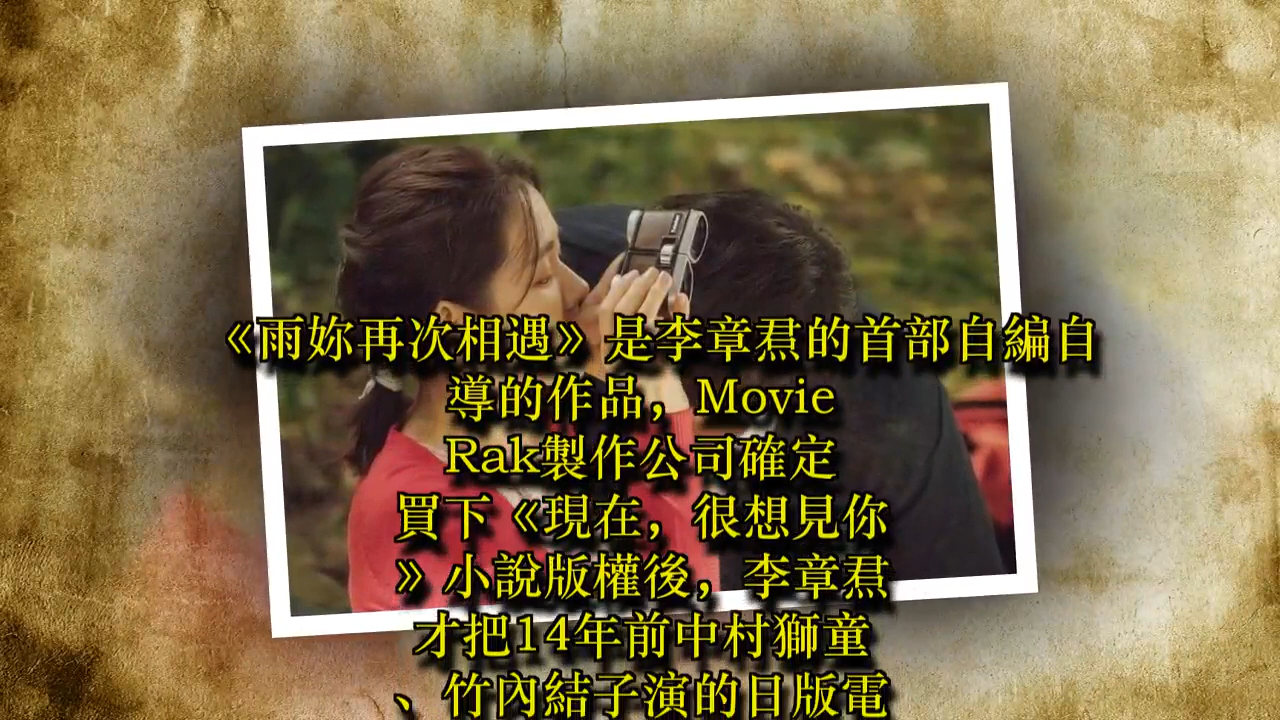 《雨妳再次相遇》是李章焄的首部自編自
導的作品，Movie
Rak製作公司確定
買下《現在，很想見你
》小說版權後，李章焄
才把14年前中村獅童
、竹內結子演的日版電